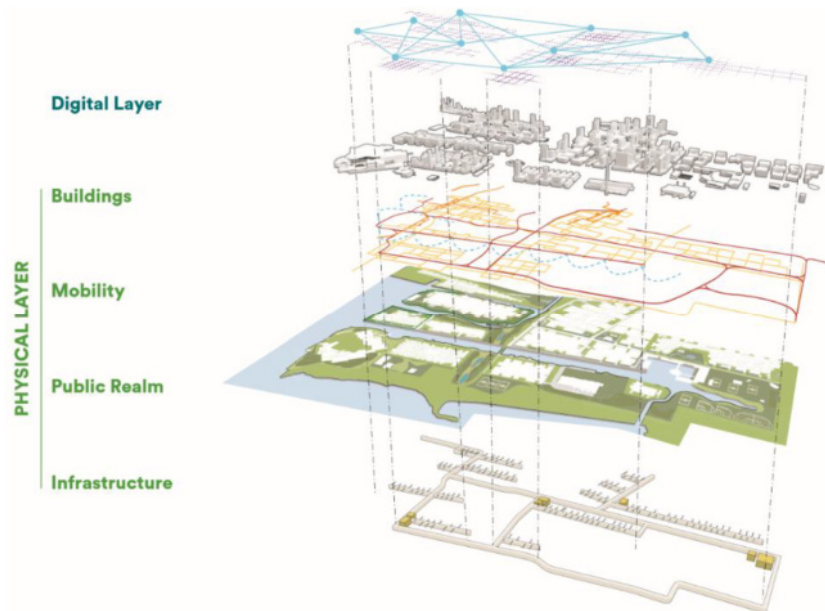 Digital Layer
PHYSICAL LAYER
Buildings
Mobility
Public Realm
Infrastructure